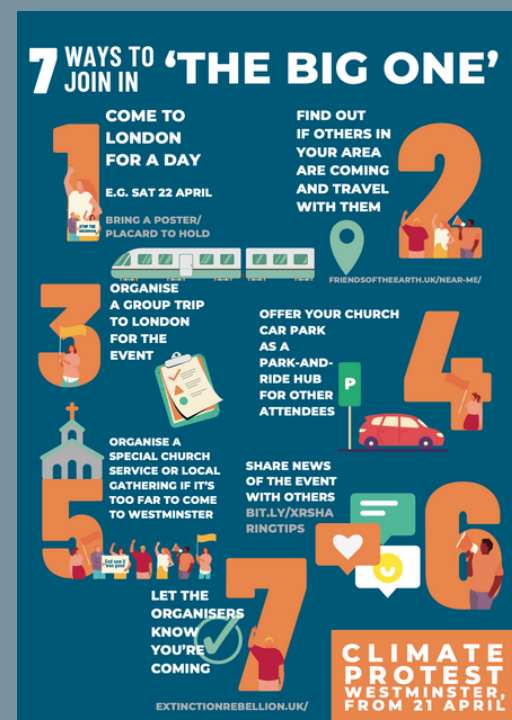 7 WAYS TO
JOIN IN 'THE BIG ONE'
1
COME TO
LONDON
FOR A DAY
E.G. SAT 22 APRIL
BRING A POSTER/
PLACARD TO HOLD
2
FIND OUT
IF OTHERS IN
YOUR AREA
ARE COMING
AND TRAVEL
WITH THEM
FRIENDSOFTHEEARTH.UK/NEAR-ME/
3
ORGANISE
A GROUP TRIP
TO LONDON
FOR THE
EVENT
4
OFFER YOUR CHURCH
CAR PARK
AS A
PARK-AND-
RIDE HUB
FOR OTHER
ATTENDEES
P
5
ORGANISE A
SPECIAL CHURCH
SERVICE OR LOCAL
GATHERING IF IT'S
TOO FAR TO COME
TO WESTMINSTER
6
SHARE NEWS
OF THE EVENT
WITH OTHERS
BIT.LY/XRSHA
RINGTIPS
7
LET THE
ORGANISERS
KNOW
YOU'RE
COMING
EXTINCTIONREBELLION.UK/
CLIMATE
PROTEST
WESTMINSTER,
FROM 21 APRIL